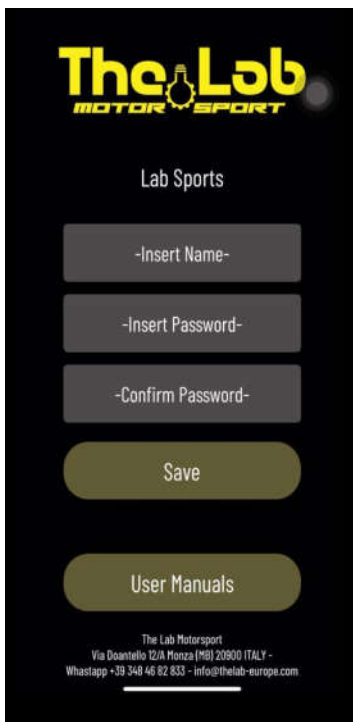 The Lab
MOTOR SPORT
Lab Sports
-Insert Name-
-Insert Password-
-Confirm Password-
Save
User Manuals
The Lab Motorsport
Via Doantello 12/A Monza (MB) 20900 ITALY -
Whastapp +39 348 46 82 833 - info@thelab-europe.com